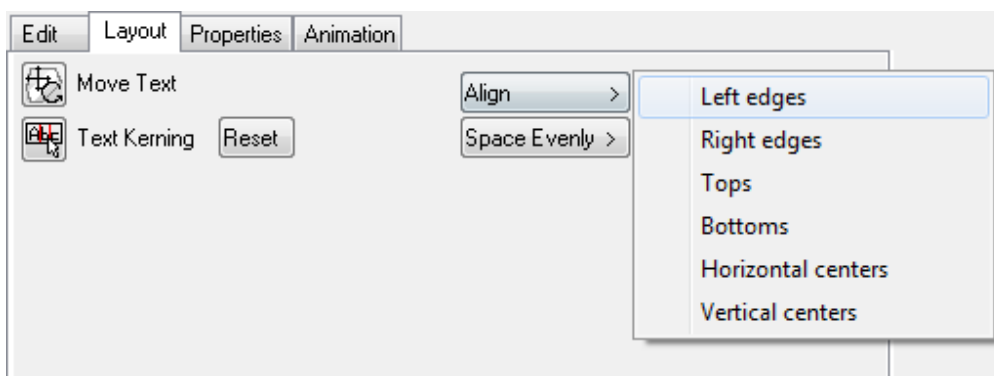 Edit Layout Properties Animation
Move Text
Text Kerning Reset
Align >
Space Evenly >
Left edges
Right edges
Tops
Bottoms
Horizontal centers
Vertical centers